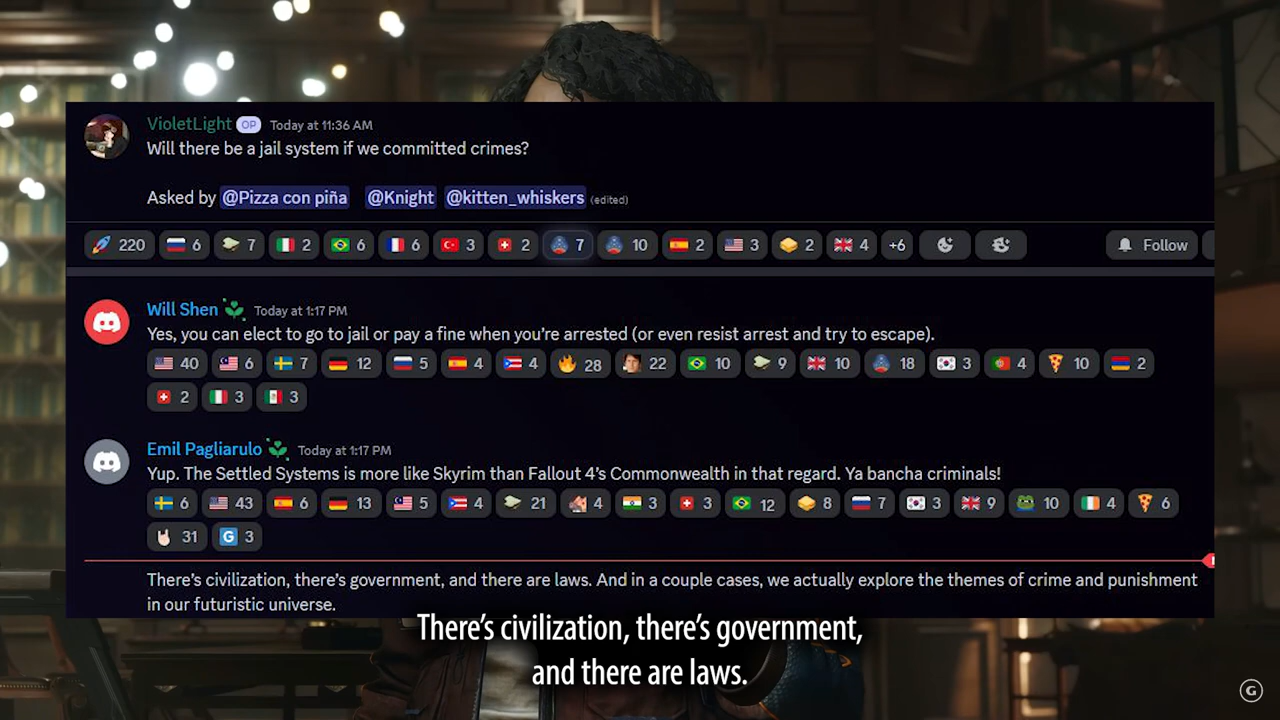 VioletLight OP Today at 11:36 AM
Will there be a jail system if we committed crimes?
Asked by @Pizza con piña @Knight @kitten_whiskers (edited)
220 6 7 2 6 6 3 2 7 10 2 3 2 4 +6 Follow
Will Shen Today at 1:17 PM
Yes, you can elect to go to jail or pay a fine when you're arrested (or even resist arrest and try to escape).
40 6 7 12 5 4 4 28 22 10 9 10 18 3 4 10 2
2 3 3
Emil Pagliarulo Today at 1:17 PM
Yup. The Settled Systems is more like Skyrim than Fallout 4's Commonwealth in that regard. Ya bancha criminals!
6 43 6 13 5 4 21 4 3 3 12 8 7 3 9 10 4 6
31 G 3
There's civilization, there's government, and there are laws. And in a couple cases, we actually explore the themes of crime and punishment
in our futuristic universe.
There's civilization, there's government,
and there are laws.
G